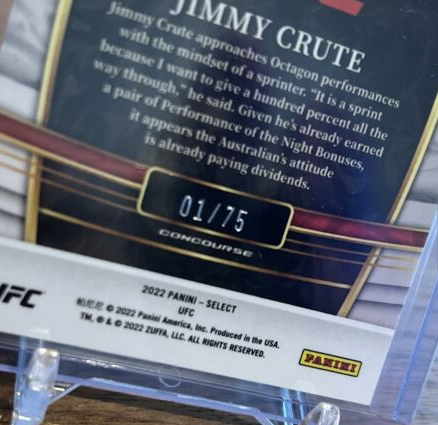 JIMMY CRUTE
Jimmy Crute approaches Octagon performances
with the mindset of a sprinter. "It is a sprint
because I want to give a hundred percent all the
way through," he said. Given he's already earned
a pair of Performance of the Night Bonuses,
it appears the Australian's attitude
is already paying dividends.
01/75
CONCOURSE
UFC
2022 PANINI – SELECT
UFC
帕尼尼 © 2022 Panini America, Inc. Produced in the USA.
TM, ® & © 2022 ZUFFA, LLC. ALL RIGHTS RESERVED.
PANINI